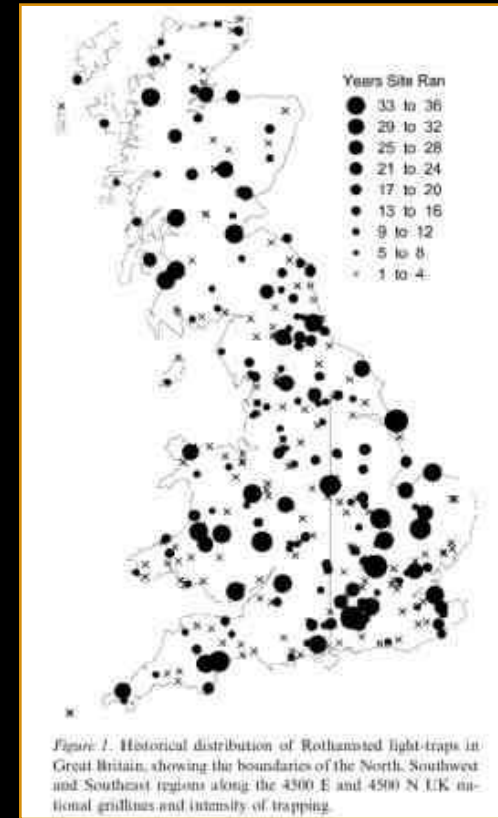 Years Site Ran
33 to 36
29 to 32
25 to 28
21 to 24
17 to 20
13 to 16
9 to 12
5 to 8
1 to 4
Figure 1. Historical distribution of Rothamsted light-traps in
Great Britain, showing the boundaries of the North, Southwest
and Southeast regions along the 4500 E and 4500 N UK na-
tional gridlines and intensity of trapping.